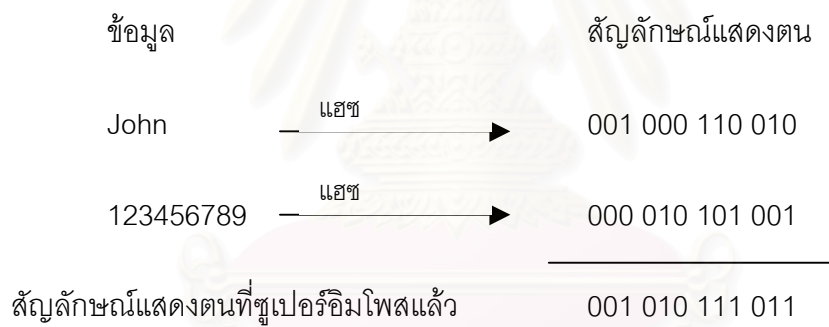 ข้อมูล สัญลักษณ์แสดงตน
แฮซ
John 001 000 110 010
แฮซ
123456789 000 010 101 001
สัญลักษณ์แสดงตนที่ซูเปอร์อิมโพสแล้ว 001 010 111 011